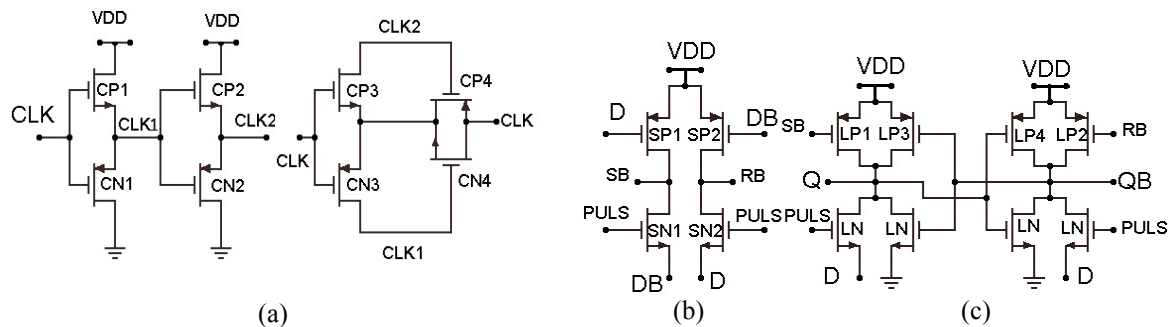 VDD
VDD
CLK2
CP1
CP2
CP3
CP4
CLK
CLK1
CLK2
CLK
CLK
CN1
CN2
CN3
CN4
CLK1
(a)
VDD
D
DB
SP1
SP2
SB
RB
PULS
PULS
SN1
SN2
DB
D
(b)
VDD
VDD
SB
LP1
LP3
LP4
LP2
RB
Q
QB
PULS
LN
LN
LN
LN
PULS
D
D
(c)